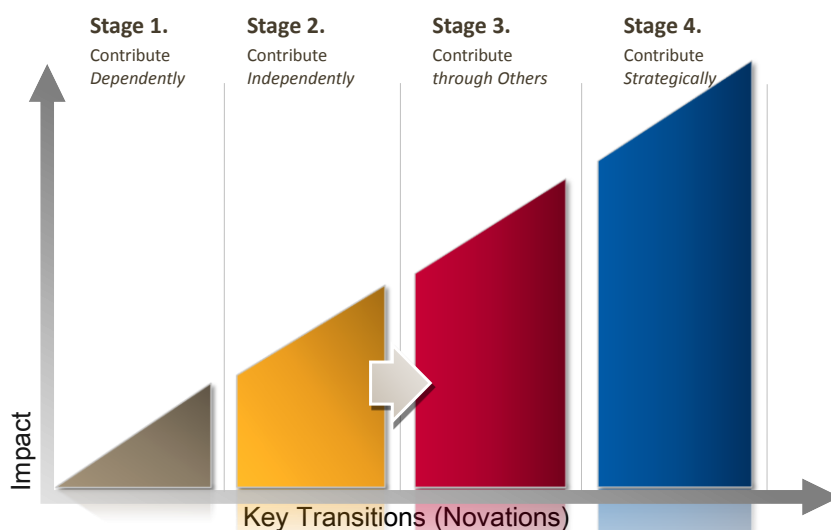 Stage 1.
Contribute
Dependently
Stage 2.
Contribute
Independently
Stage 3.
Contribute
through Others
Stage 4.
Contribute
Strategically
Impact
Key Transitions (Novations)